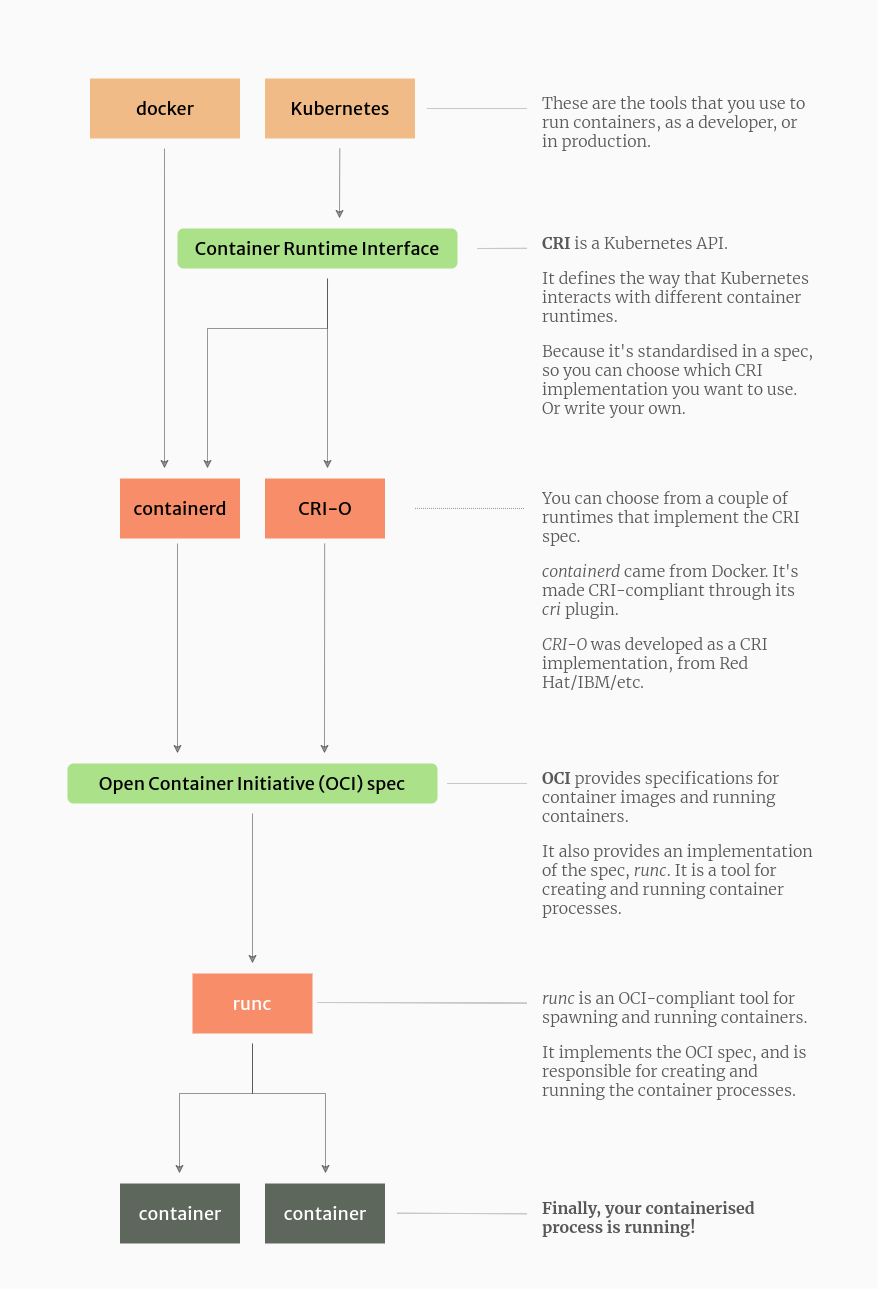 docker
Kubernetes
These are the tools that you use to
run containers, as a developer, or
in production.
Container Runtime Interface
CRI is a Kubernetes API.
It defines the way that Kubernetes
interacts with different container
runtimes.
Because it's standardised in a spec,
so you can choose which CRI
implementation you want to use.
Or write your own.
containerd
CRI-O
You can choose from a couple of
runtimes that implement the CRI
spec.
containerd came from Docker. It's
made CRI-compliant through its
cri plugin.
CRI-O was developed as a CRI
implementation, from Red
Hat/IBM/etc.
Open Container Initiative (OCI) spec
OCI provides specifications for
container images and running
containers.
It also provides an implementation
of the spec, runc. It is a tool for
creating and running container
processes.
runc
runc is an OCI-compliant tool for
spawning and running containers.
It implements the OCI spec, and is
responsible for creating and
running the container processes.
container
container
Finally, your containerised
process is running!